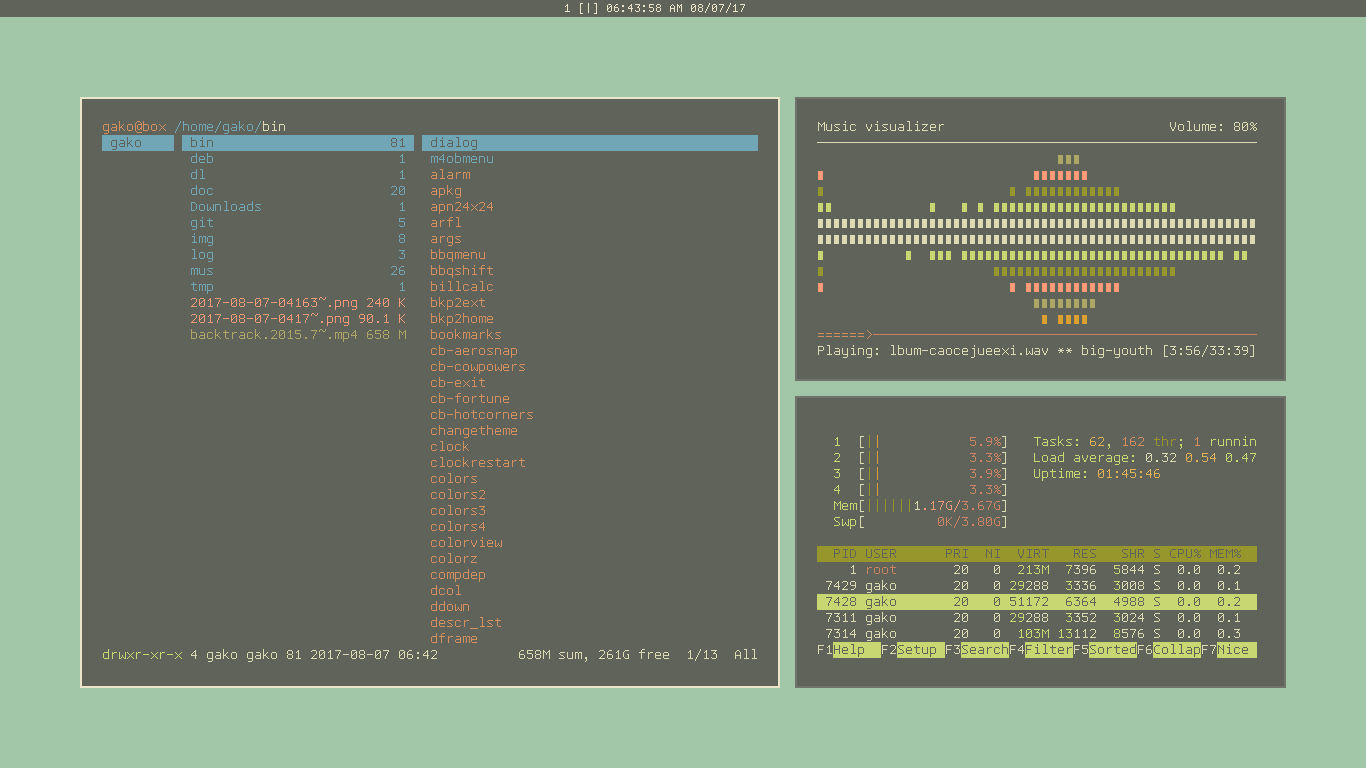 1 [|] 06:43:58 AM 08/07/17
gako@box /home/gako/bin
gako bin 81 dialog
deb 1 m4obmenu
dl 1 alarm
doc 20 apkg
Downloads 1 apn24x24
git 5 arfl
img 8 args
log 3 bbqmenu
mus 26 bbqshift
tmp 1 billcalc
2017-08-07-04163~.png 240 K bkp2ext
2017-08-07-0417~.png 90.1 K bkp2home
backtrack.2015.7~.mp4 658 M bookmarks
cb-aerosnap
cb-cowpowers
cb-exit
cb-fortune
cb-hotcorners
changetheme
clock
clockrestart
colors
colors2
colors3
colors4
colorview
colorz
compdep
dcol
ddown
descr_lst
dframe
drwxr-xr-x 4 gako gako 81 2017-08-07 06:42 658M sum, 261G free 1/13 All
Music visualizer Volume: 80%
======>
Playing: lbum-caocejueexi.wav ** big-youth [3:56/33:39]
1 [|| 5.9%] Tasks: 62, 162 thr; 1 runnin
2 [|| 3.3%] Load average: 0.32 0.54 0.47
3 [|| 3.9%] Uptime: 01:45:46
4 [|| 3.3%]
Mem[||||||1.17G/3.67G]
Swp[ 0K/3.80G]
PID USER PRI NI VIRT RES SHR S CPU% MEM%
1 root 20 0 213M 7396 5844 S 0.0 0.2
7429 gako 20 0 29288 3336 3008 S 0.0 0.1
7428 gako 20 0 51172 6364 4988 S 0.0 0.2
7311 gako 20 0 29288 3352 3024 S 0.0 0.1
7314 gako 20 0 103M 13112 8576 S 0.0 0.3
F1Help F2Setup F3SearchF4FilterF5SortedF6CollapF7Nice